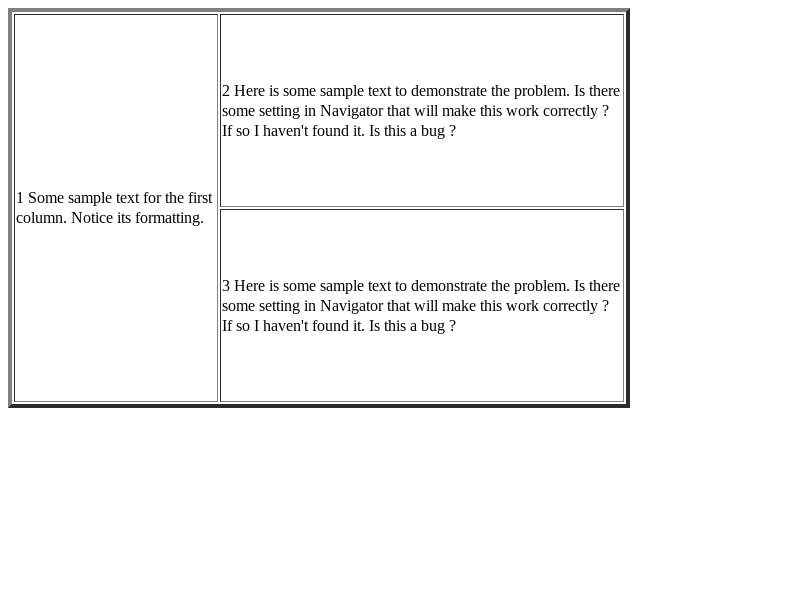 1 Some sample text for the first
column. Notice its formatting.
2 Here is some sample text to demonstrate the problem. Is there
some setting in Navigator that will make this work correctly ?
If so I haven't found it. Is this a bug ?
3 Here is some sample text to demonstrate the problem. Is there
some setting in Navigator that will make this work correctly ?
If so I haven't found it. Is this a bug ?